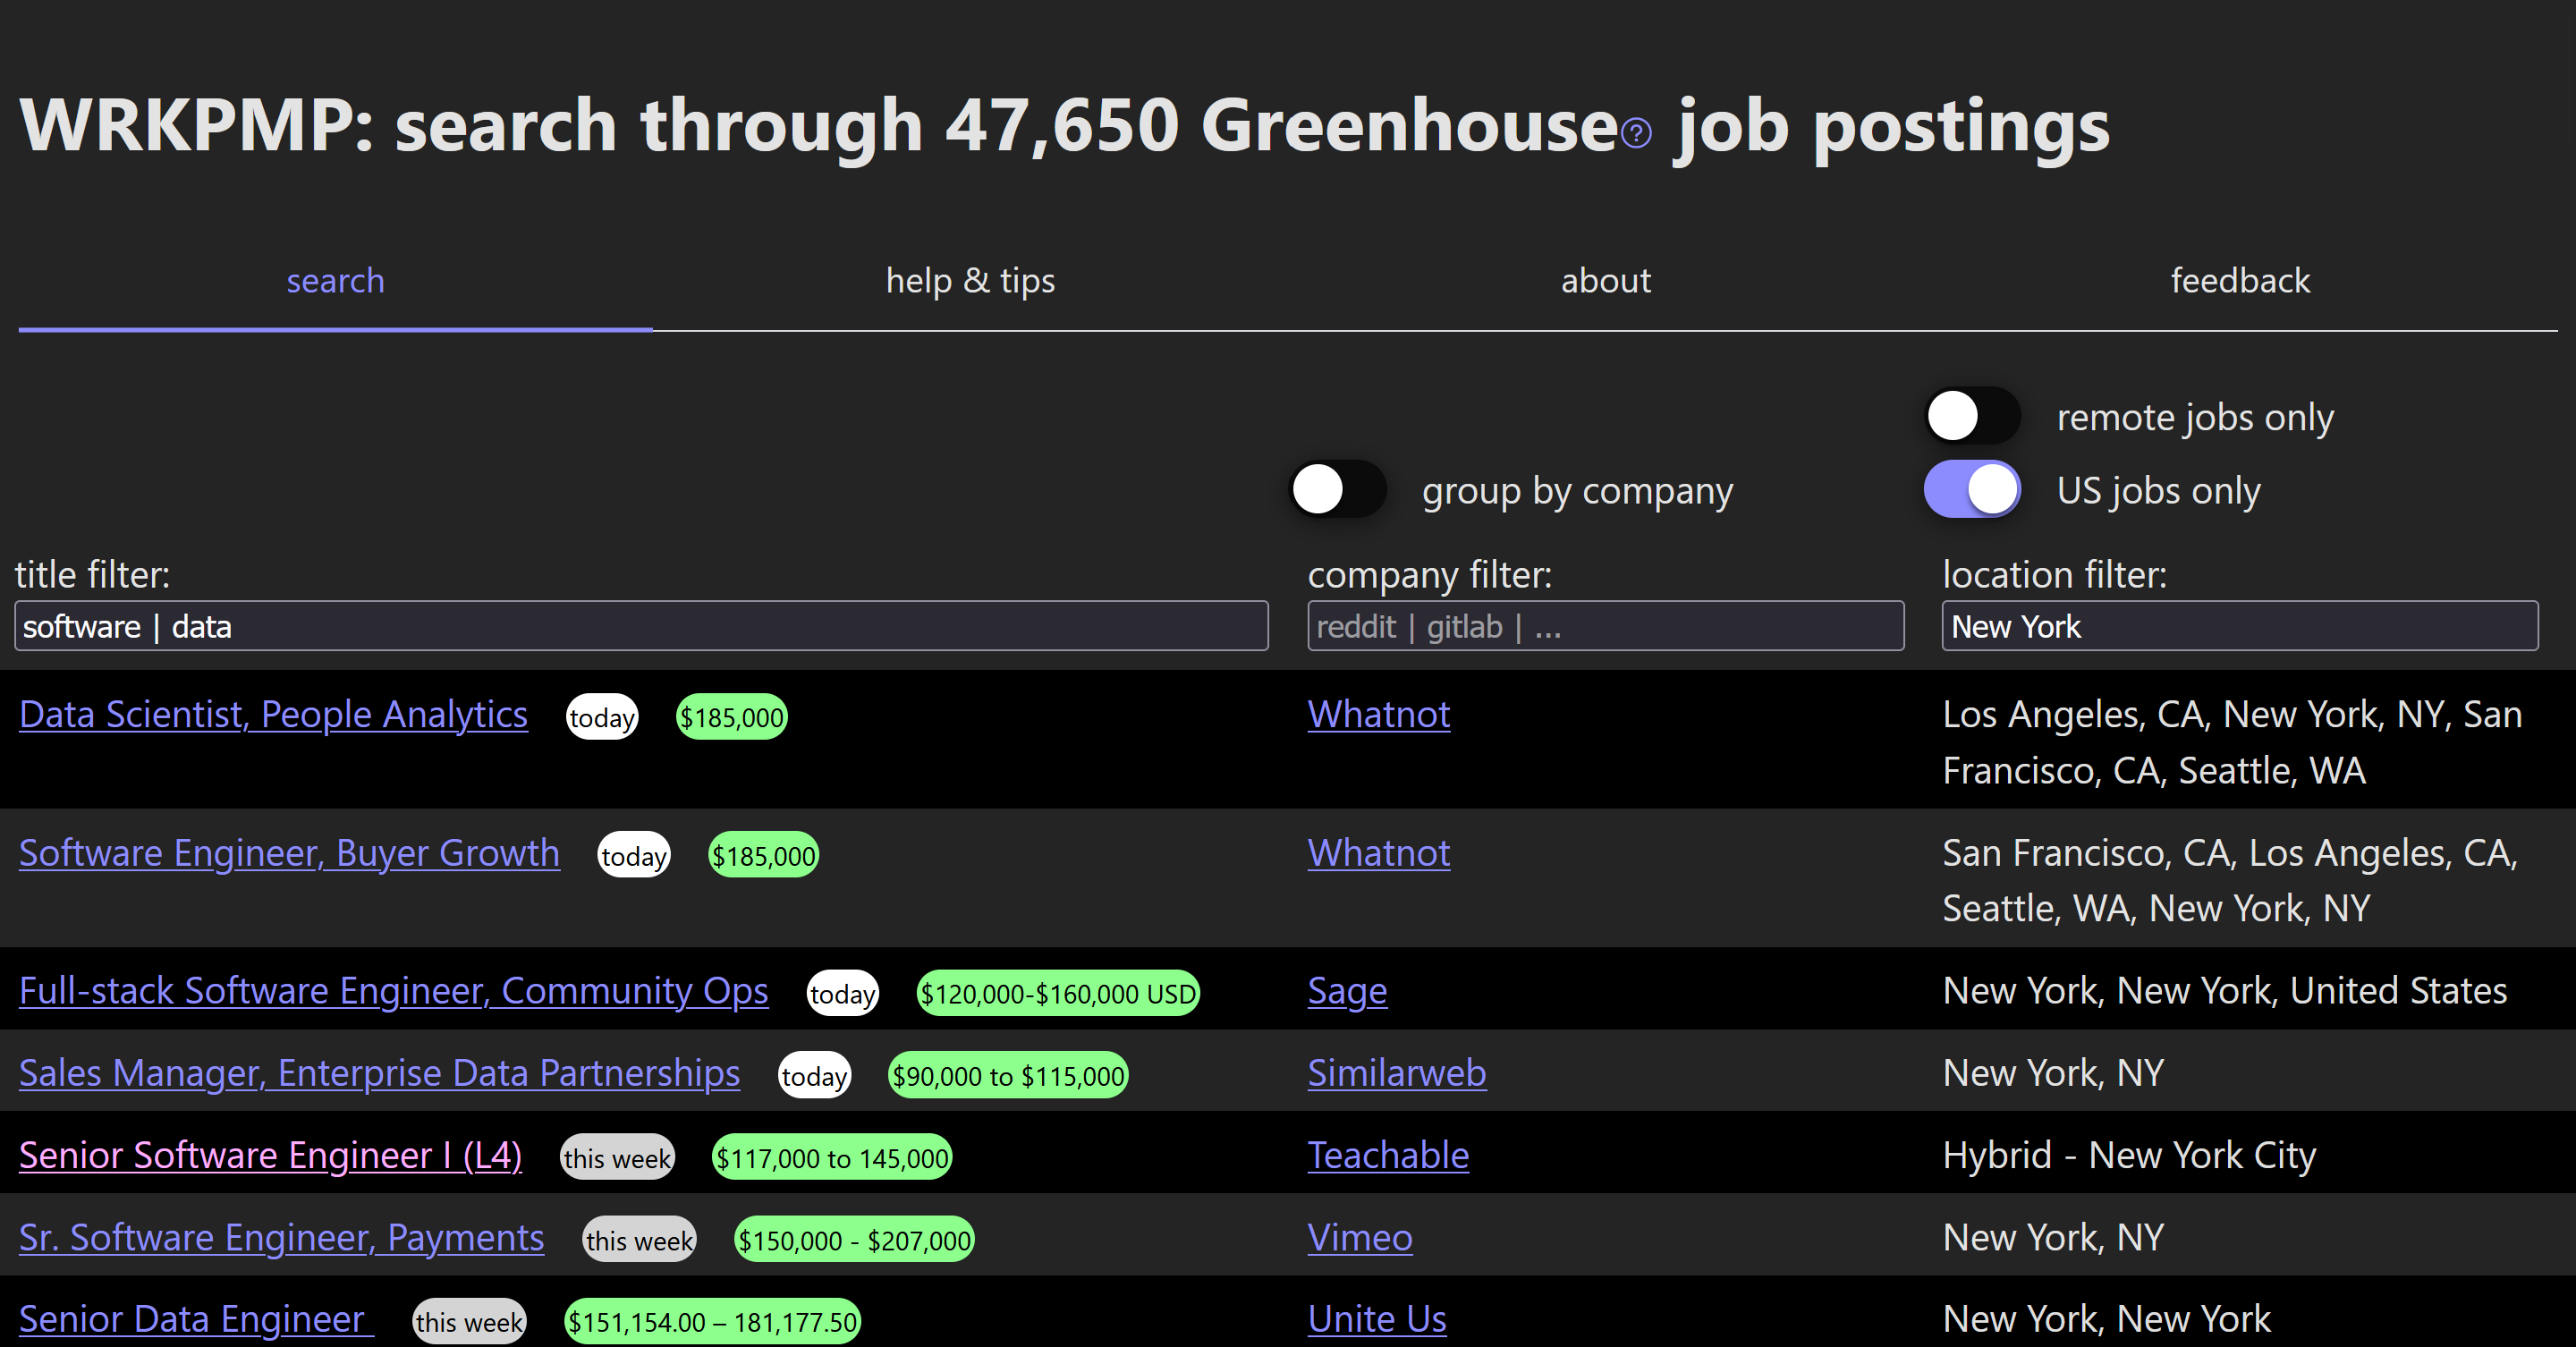 WRKPMP: search through 47,650 Greenhouse? job postings
search help & tips about feedback
remote jobs only
group by company US jobs only
title filter: company filter: location filter:
software | data reddit | gitlab | ... New York
Data Scientist, People Analytics today $185,000 Whatnot Los Angeles, CA, New York, NY, San
Francisco, CA, Seattle, WA
Software Engineer, Buyer Growth today $185,000 Whatnot San Francisco, CA, Los Angeles, CA,
Seattle, WA, New York, NY
Full-stack Software Engineer, Community Ops today $120,000-$160,000 USD Sage New York, New York, United States
Sales Manager, Enterprise Data Partnerships today $90,000 to $115,000 Similarweb New York, NY
Senior Software Engineer I (L4) this week $117,000 to 145,000 Teachable Hybrid - New York City
Sr. Software Engineer, Payments this week $150,000 - $207,000 Vimeo New York, NY
Senior Data Engineer this week $151,154.00 – 181,177.50 Unite Us New York, New York